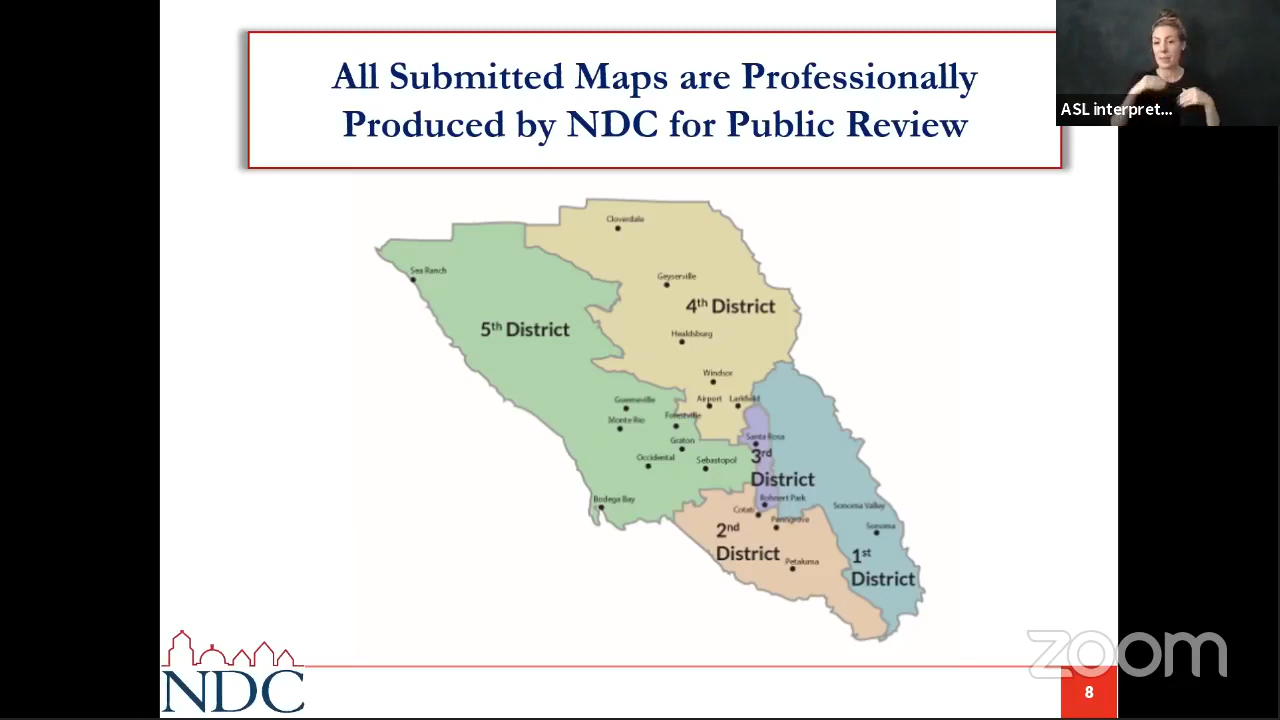 All Submitted Maps are Professionally
Produced by NDC for Public Review
ASL interpret...
Cloverdale
Sea Ranch
Geyserville
4th District
5th District
Healdsburg
Windsor
Airport
Larkfield
Guerneville
Monte Rio
Forestville
Santa Rosa
Graton
Occidental
Sebastopol
3rd
District
Bodega Bay
Rohnert Park
Cotati
Sonoma Valley
Penngrove
2nd
District
Sonoma
Petaluma
1st
District
NDC
zoom
8